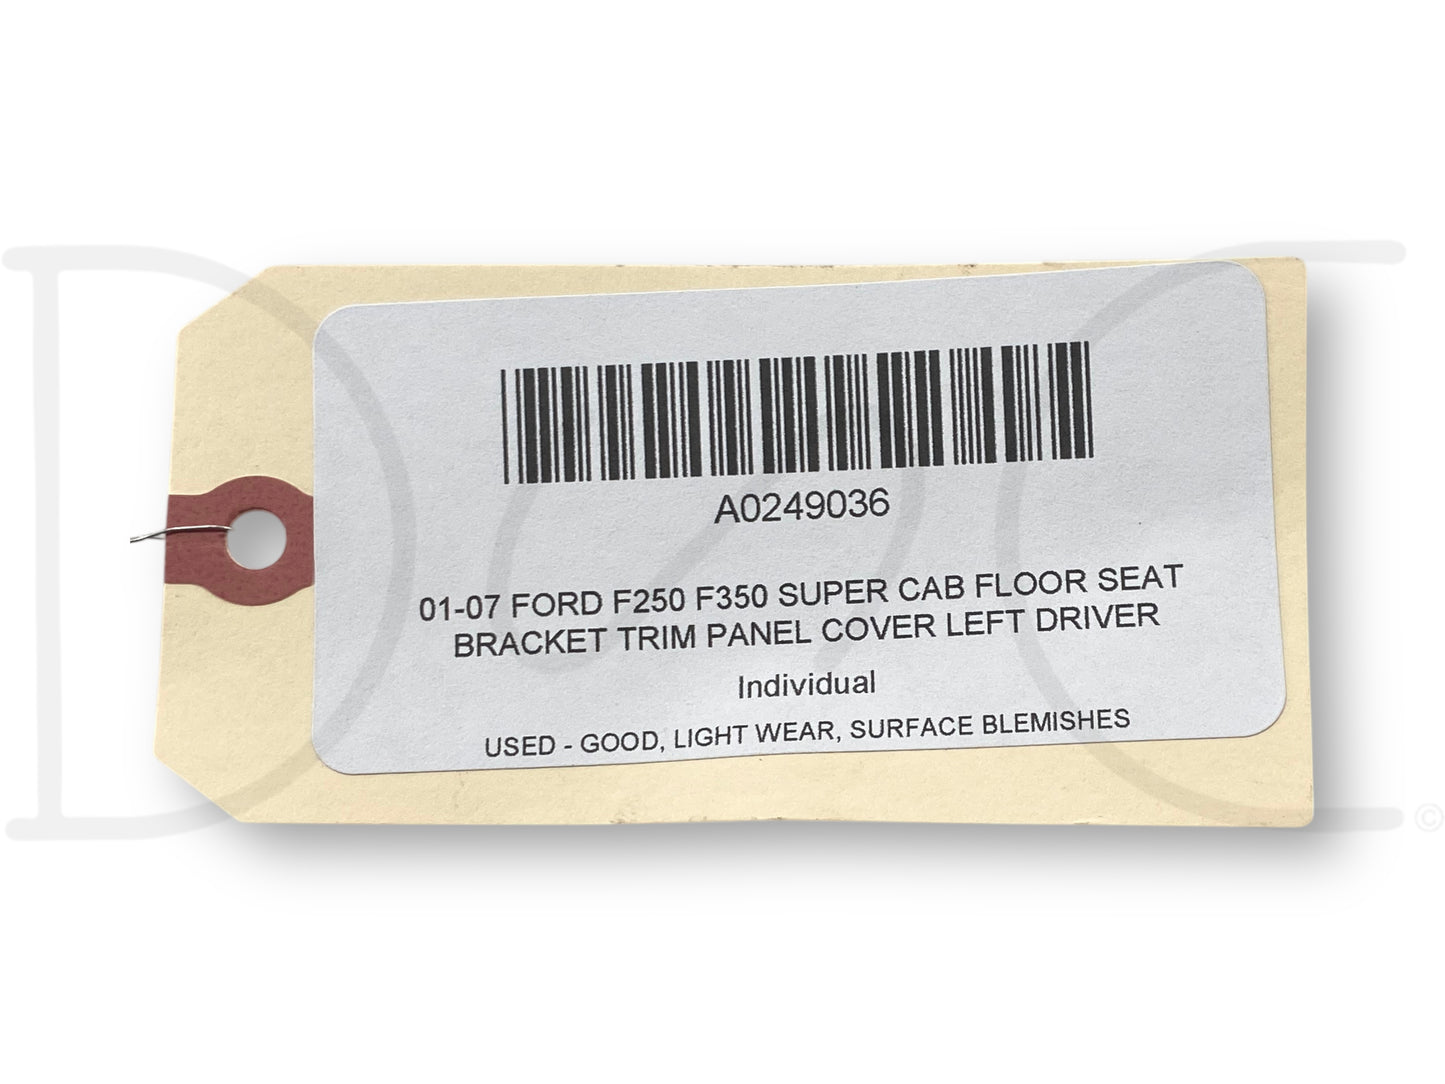 A0249036
01-07 FORD F250 F350 SUPER CAB FLOOR SEAT
BRACKET TRIM PANEL COVER LEFT DRIVER
Individual
USED - GOOD, LIGHT WEAR, SURFACE BLEMISHES
D C ©